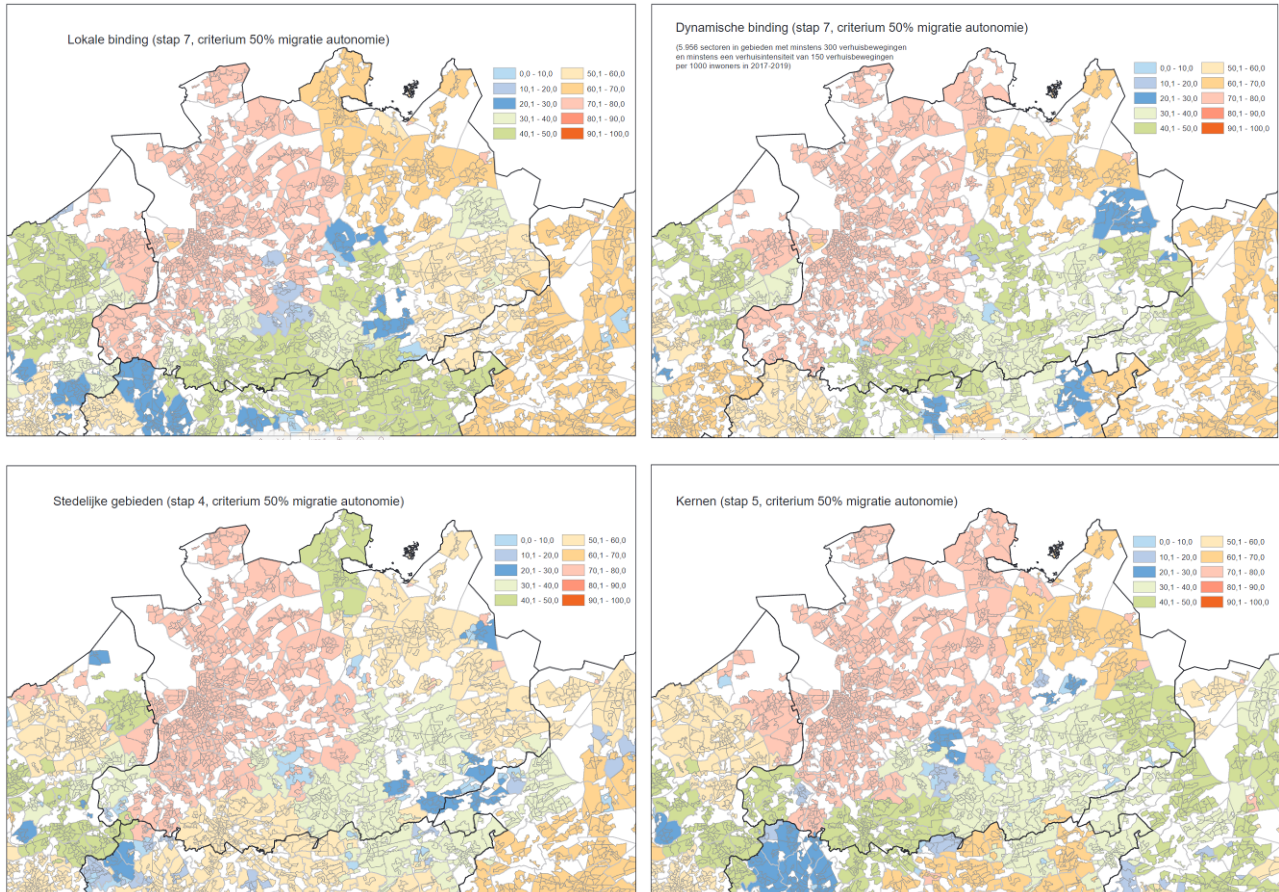 Lokale binding (stap 7, criterium 50% migratie autonomie)
0,0 - 10,0 50,1 - 60,0
10,1 - 20,0 60,1 - 70,0
20,1 - 30,0 70,1 - 80,0
30,1 - 40,0 80,1 - 90,0
40,1 - 50,0 90,1 - 100,0
Dynamische binding (stap 7, criterium 50% migratie autonomie)
(5.956 sectoren in gebieden met minstens 300 verhuisbewegingen
en minstens een verhuisintensiteit van 150 verhuisbewegingen
per 1000 inwoners in 2017-2019)
0,0 - 10,0 50,1 - 60,0
10,1 - 20,0 60,1 - 70,0
20,1 - 30,0 70,1 - 80,0
30,1 - 40,0 80,1 - 90,0
40,1 - 50,0 90,1 - 100,0
Stedelijke gebieden (stap 4, criterium 50% migratie autonomie)
0,0 - 10,0 50,1 - 60,0
10,1 - 20,0 60,1 - 70,0
20,1 - 30,0 70,1 - 80,0
30,1 - 40,0 80,1 - 90,0
40,1 - 50,0 90,1 - 100,0
Kernen (stap 5, criterium 50% migratie autonomie)
0,0 - 10,0 50,1 - 60,0
10,1 - 20,0 60,1 - 70,0
20,1 - 30,0 70,1 - 80,0
30,1 - 40,0 80,1 - 90,0
40,1 - 50,0 90,1 - 100,0